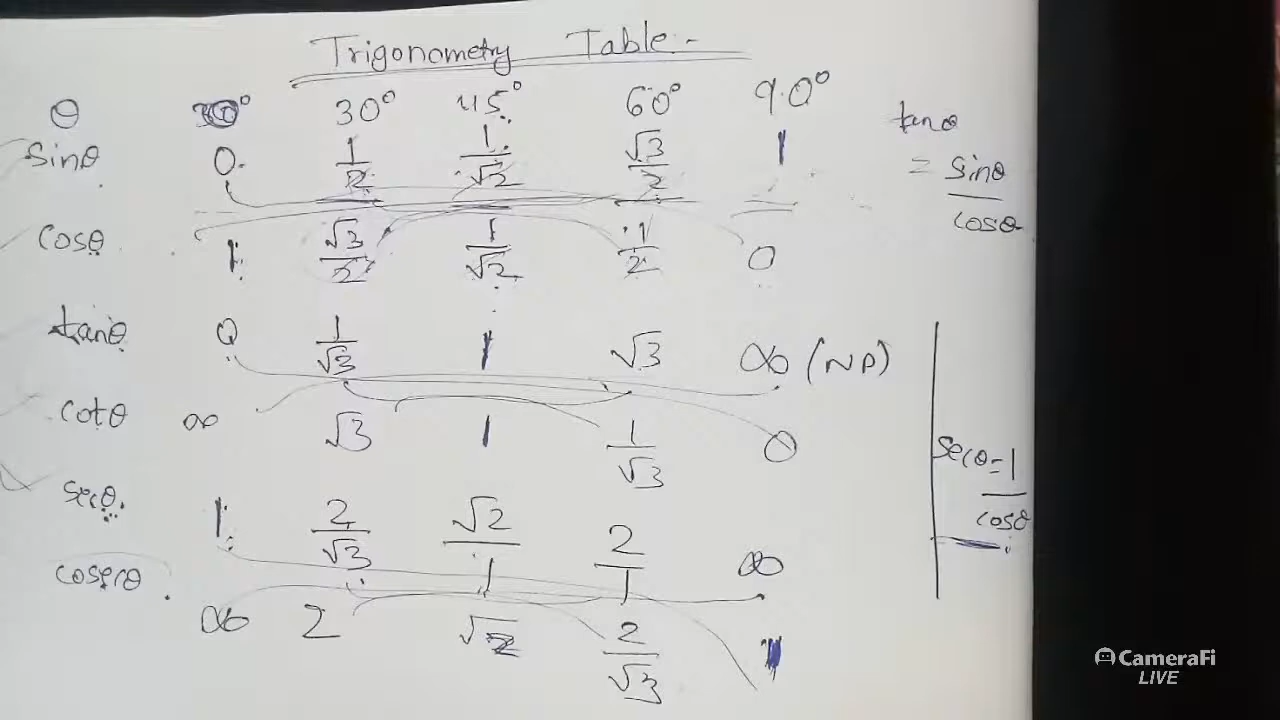 Trigonometry Table:-
θ 0° 30° 45° 60° 90°
sinθ 0 1/2 1/√2 √3/2 1
cosθ 1 √3/2 1/√2 1/2 0
tanθ 0 1/√3 1 √3 ∞ (ND)
cotθ ∞ √3 1 1/√3 0
secθ 1 2/√3 √2/1 2/1 ∞
cosecθ ∞ 2 √2 2/√3 1
tanθ
= sinθ/cosθ
secθ=1/cosθ
CameraFi
LIVE